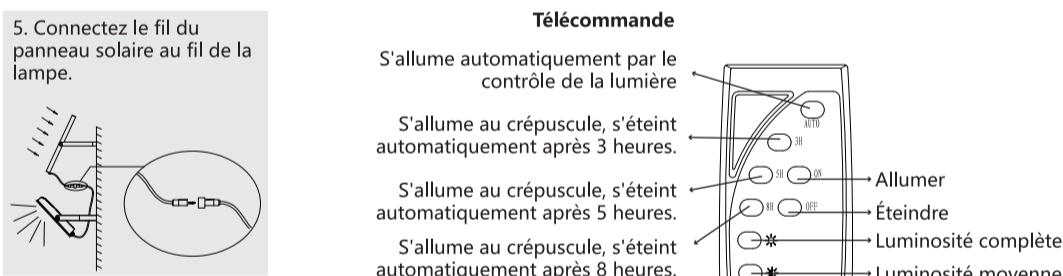 5. Connectez le fil du
panneau solaire au fil de la
lampe.
Télécommande
S'allume automatiquement par le
contrôle de la lumière
S'allume au crépuscule, s'éteint
automatiquement après 3 heures.
S'allume au crépuscule, s'éteint
automatiquement après 5 heures.
S'allume au crépuscule, s'éteint
automatiquement après 8 heures.
AUTO
3H
5H ON
8H OFF
Allumer
Éteindre
Luminosité complète
Luminosité moyenne